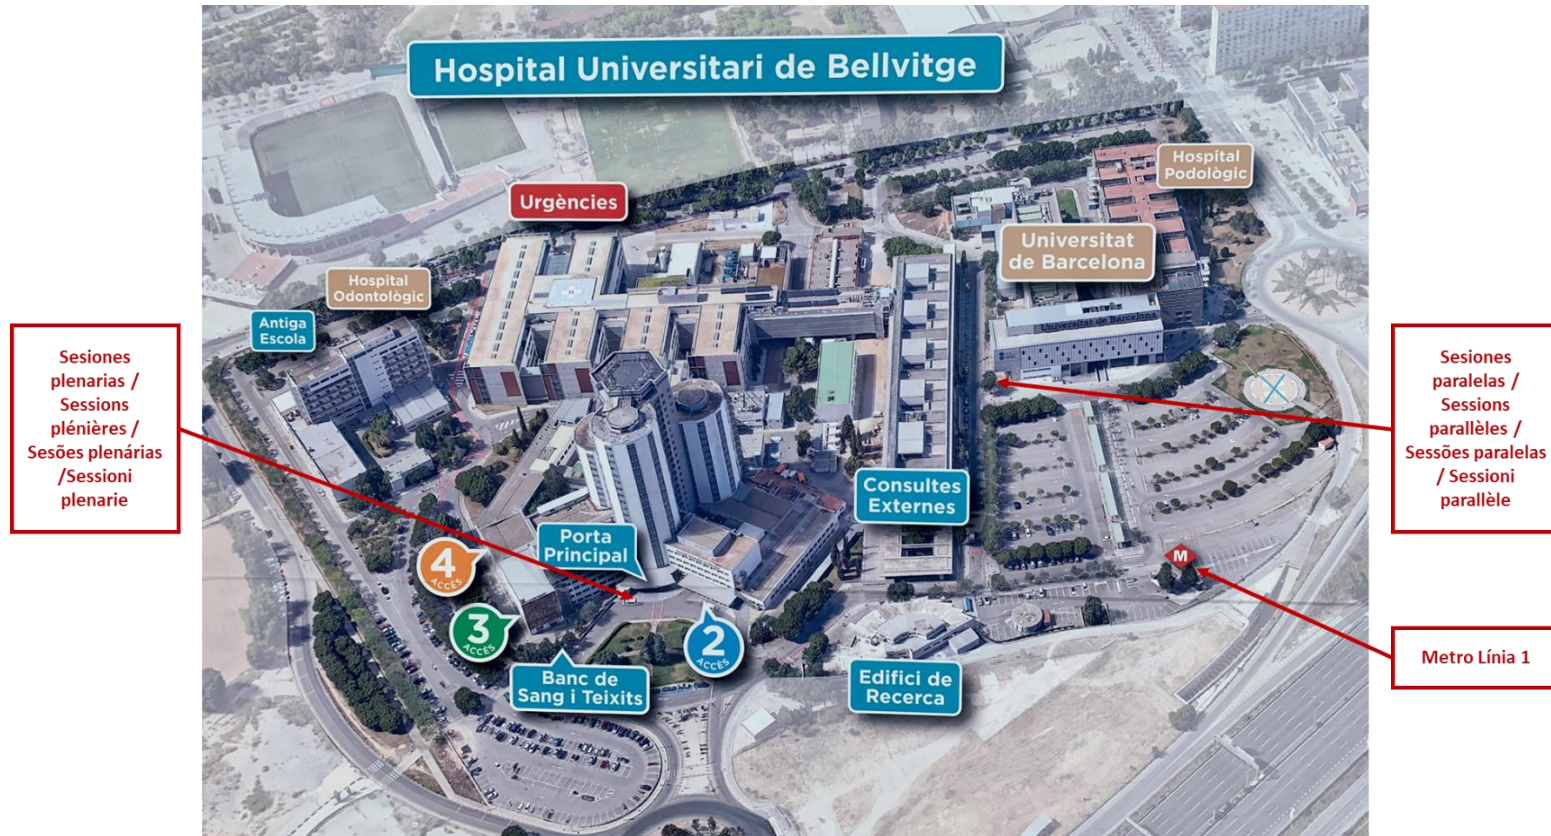 Hospital Universitari de Bellvitge
Hospital
Podològic
Urgències
Universitat
de Barcelona
Hospital
Odontològic
Antiga
Escola
Universitat de Barcelona
Sesiones
plenarias /
Sessions
plénières /
Sesões plenárias
/Sessioni
plenarie
Sesiones
paralelas /
Sessions
parallèles /
Sessões paralelas
/ Sessioni
parallèle
Consultes
Externes
Porta
Principal
4
ACCÉS
M
3
ACCÉS
2
ACCÉS
Banc de
Sang i Teixits
Edifici de
Recerca
Metro Línia 1